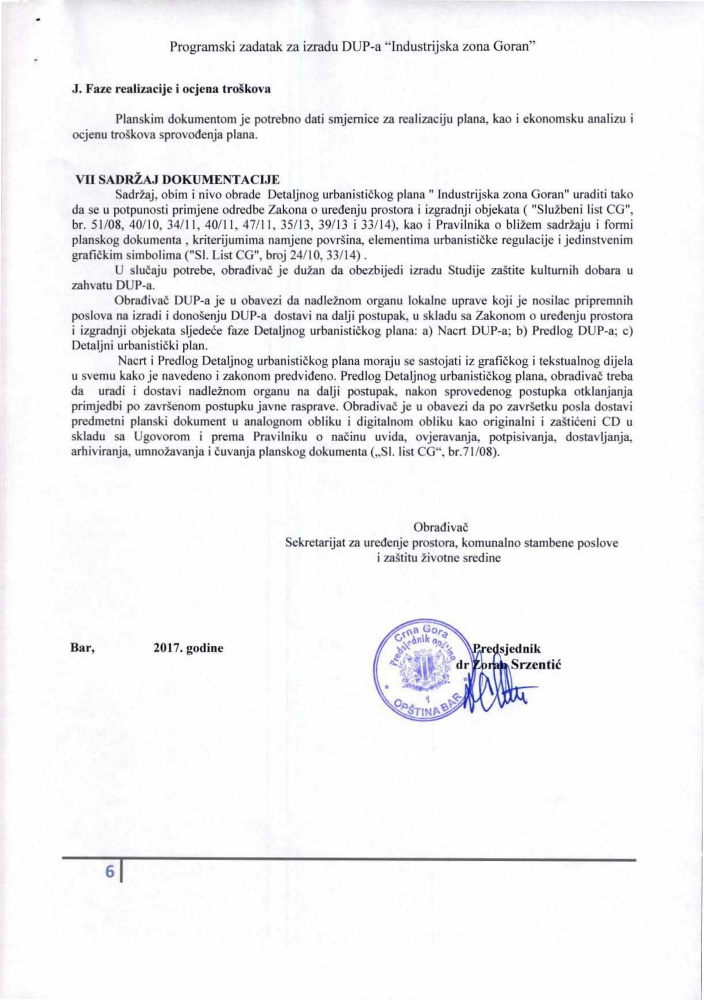 Programski zadatak za izradu DUP-a “Industrijska zona Goran”
J. Faze realizacije i ocjena troškova
Planskim dokumentom je potrebno dati smjernice za realizaciju plana, kao i ekonomsku analizu i
ocjenu troškova sprovođenja plana.
VII SADRŽAJ DOKUMENTACIJE
Sadržaj, obim i nivo obrade Detaljnog urbanističkog plana " Industrijska zona Goran" uraditi tako
da se u potpunosti primjene odredbe Zakona o uređenju prostora i izgradnji objekata ( "Službeni list CG",
br. 51/08, 40/10, 34/11, 40/11, 47/11, 35/13, 39/13 i 33/14), kao i Pravilnika o bližem sadržaju i formi
planskog dokumenta , kriterijumima namjene površina, elementima urbanističke regulacije i jedinstvenim
grafičkim simbolima ("Sl. List CG", broj 24/10, 33/14) .
U slučaju potrebe, obrađivač je dužan da obezbijedi izradu Studije zaštite kulturnih dobara u
zahvatu DUP-a.
Obrađivač DUP-a je u obavezi da nadležnom organu lokalne uprave koji je nosilac pripremnih
poslova na izradi i donošenju DUP-a dostavi na dalji postupak, u skladu sa Zakonom o uređenju prostora
i izgradnji objekata sljedeće faze Detaljnog urbanističkog plana: a) Nacrt DUP-a; b) Predlog DUP-a; c)
Detaljni urbanistički plan.
Nacrt i Predlog Detaljnog urbanističkog plana moraju se sastojati iz grafičkog i tekstualnog dijela
u svemu kako je navedeno i zakonom predviđeno. Predlog Detaljnog urbanističkog plana, obrađivač treba
da uradi i dostavi nadležnom organu na dalji postupak, nakon sprovedenog postupka otklanjanja
primjedbi po završenom postupku javne rasprave. Obrađivač je u obavezi da po završetku posla dostavi
predmetni planski dokument u analognom obliku i digitalnom obliku kao originalni i zaštićeni CD u
skladu sa Ugovorom i prema Pravilniku o načinu uvida, ovjeravanja, potpisivanja, dostavljanja,
arhiviranja, umnožavanja i čuvanja planskog dokumenta („Sl. list CG“, br.71/08).
Obrađivač
Sekretarijat za uređenje prostora, komunalno stambene poslove
i zaštitu životne sredine
Bar, 2017. godine
Crna Gora
Predsjednik opštine
1
OPŠTINA BAR
Predsjednik
dr Zoran Srzentić
6